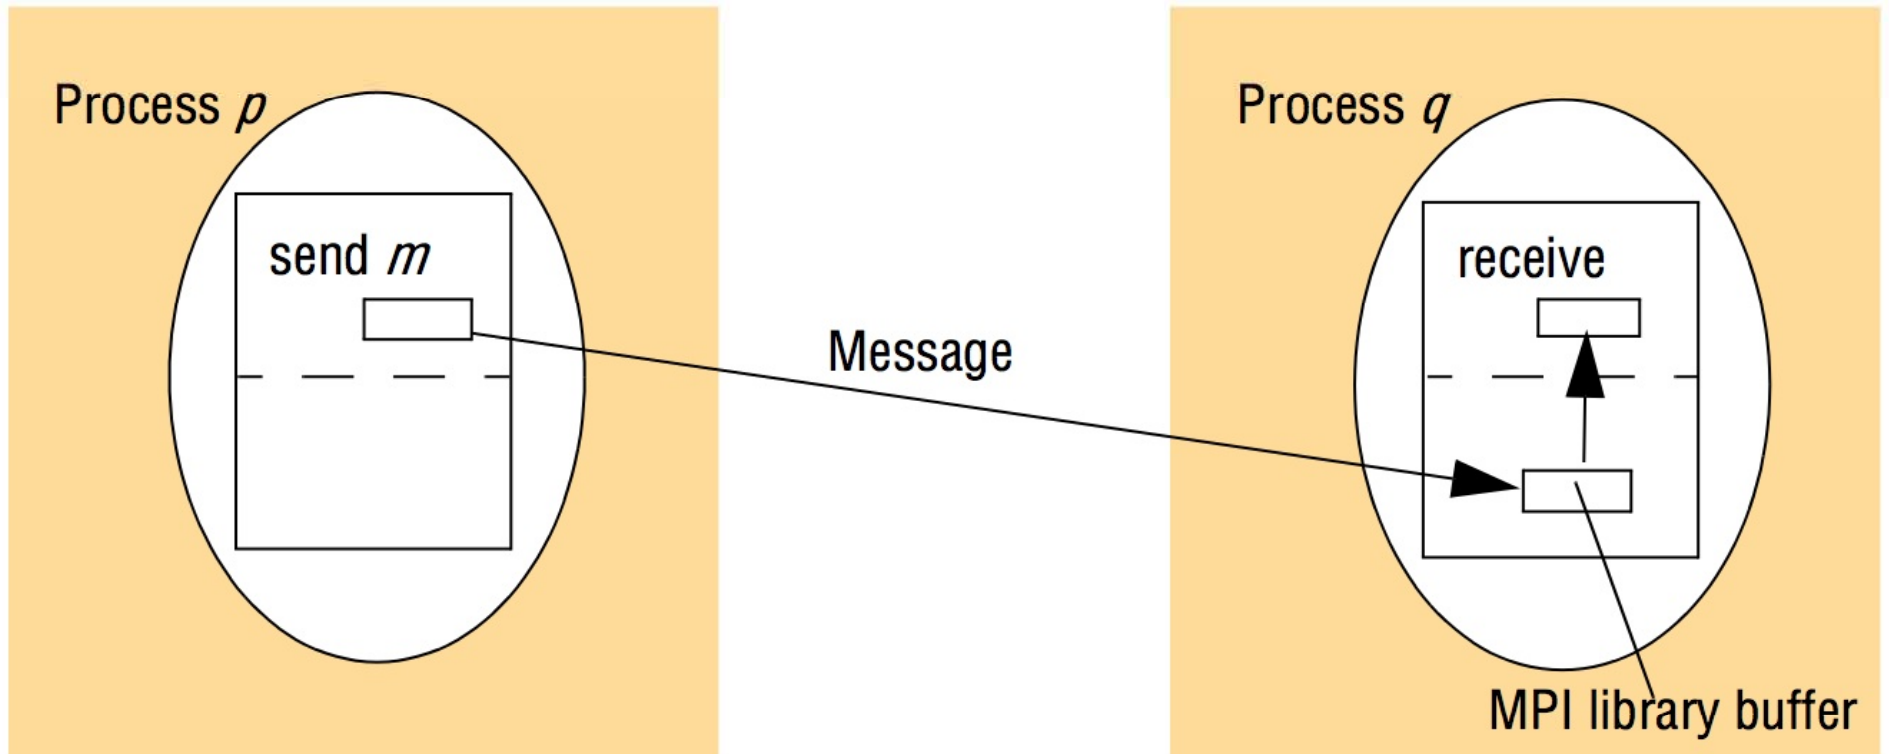 Process p
Process q
send m
receive
Message
MPI library buffer